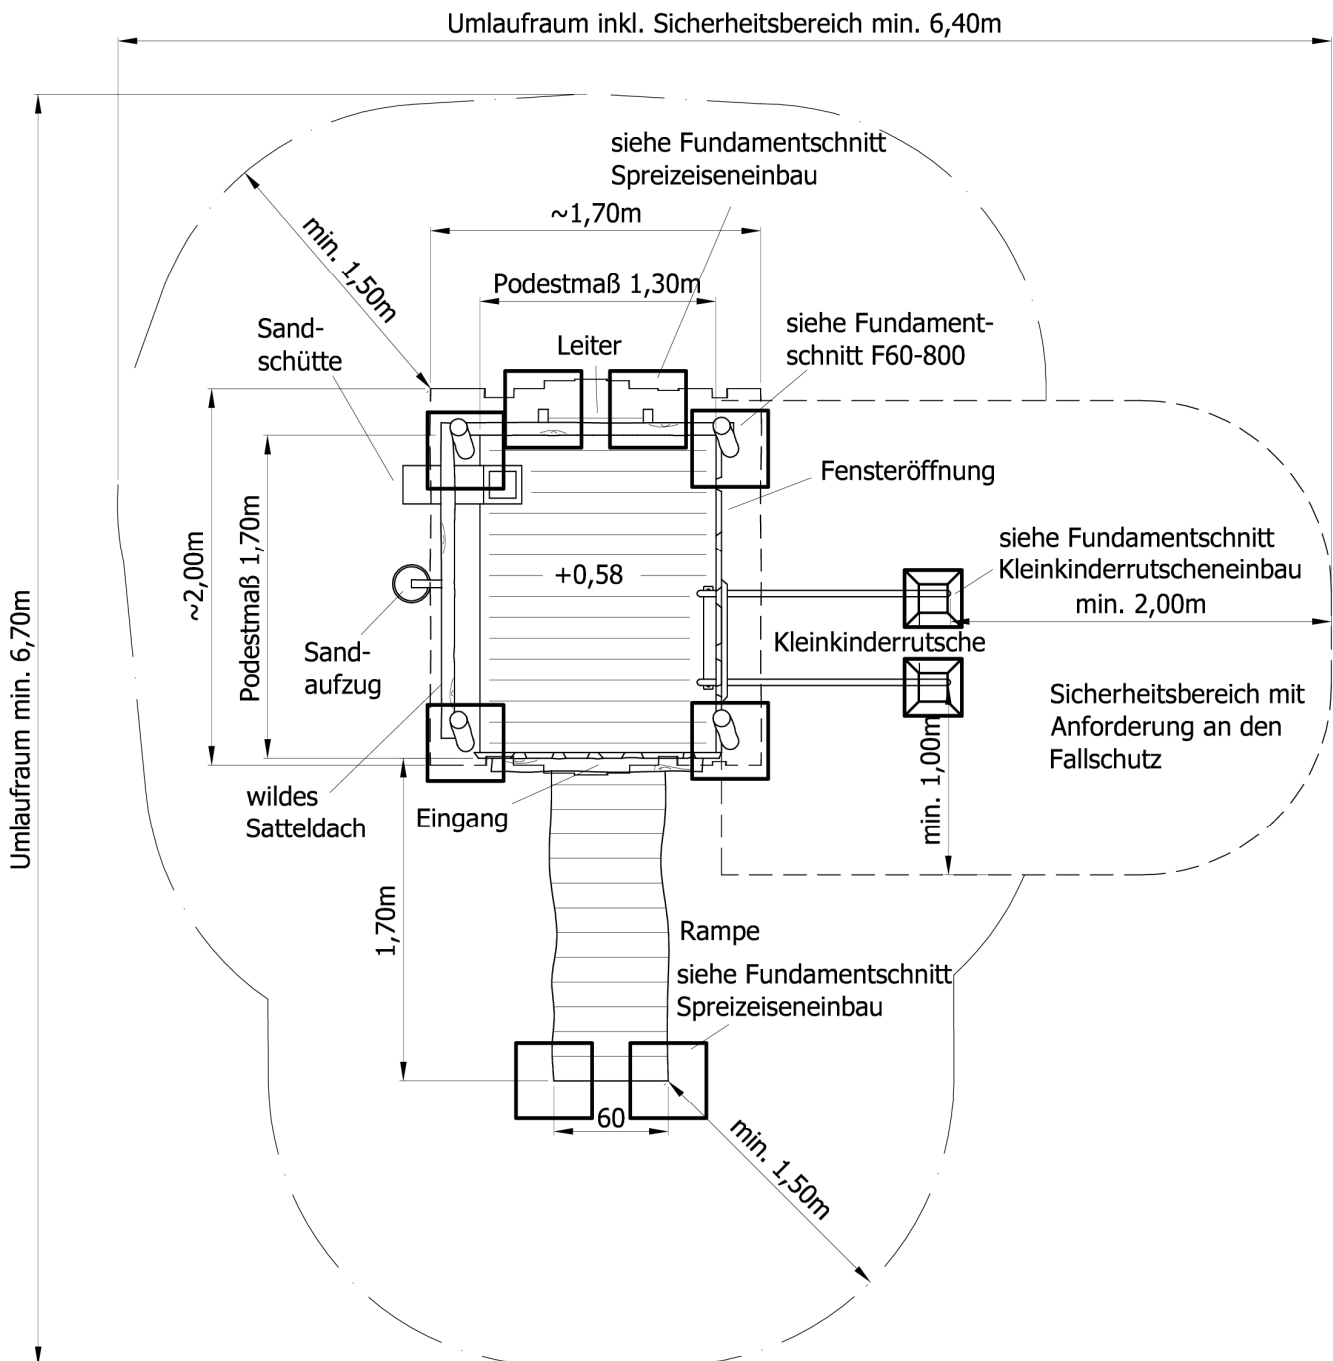 Umlaufraum inkl. Sicherheitsbereich min. 6,40m
siehe Fundamentschnitt
Spreizeiseneinbau
~1,70m
min. 1,50m
Podestmaß 1,30m
Sand-
schütte
Leiter
siehe Fundament-
schnitt F60-800
Fensteröffnung
~2,00m
Podestmaß 1,70m
+0,58
siehe Fundamentschnitt
Kleinkinderrutscheneinbau
min. 2,00m
Kleinkinderrutsche
Sand-
aufzug
Umlaufraum min. 6,70m
Sicherheitsbereich mit
Anforderung an den
Fallschutz
min. 1,00m
wildes
Satteldach
Eingang
1,70m
Rampe
siehe Fundamentschnitt
Spreizeiseneinbau
60
min. 1,50m